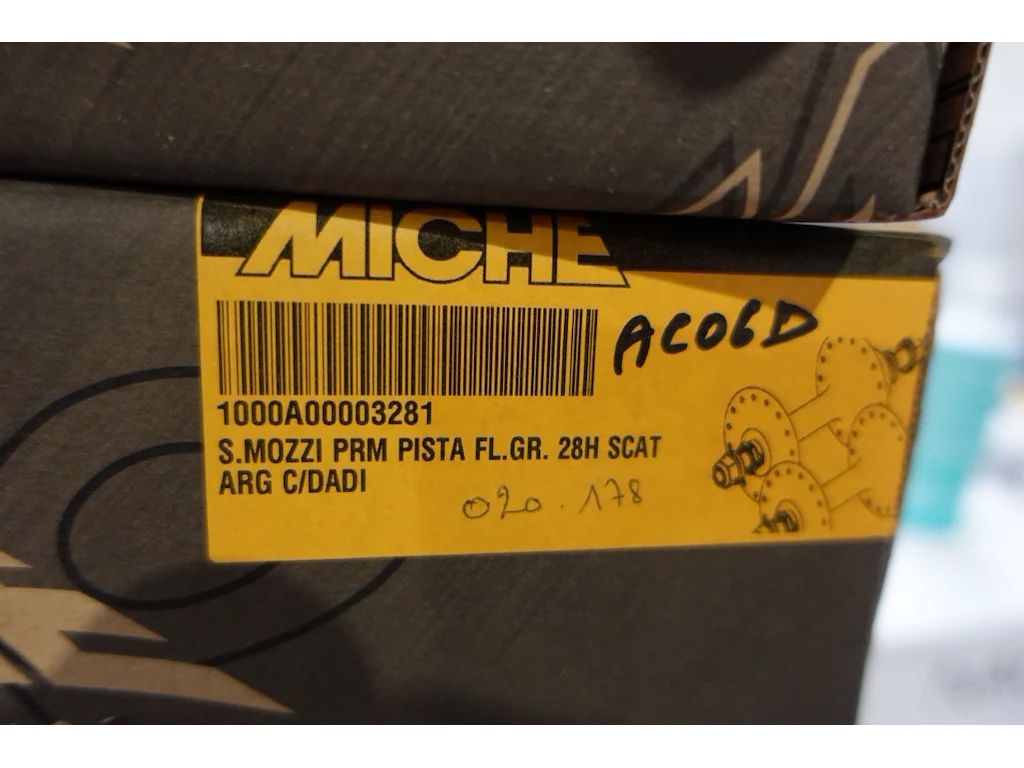 MICHE
AC06D
1000A00003281
S.MOZZI PRM PISTA FL.GR. 28H SCAT
ARG C/DADI
020.178